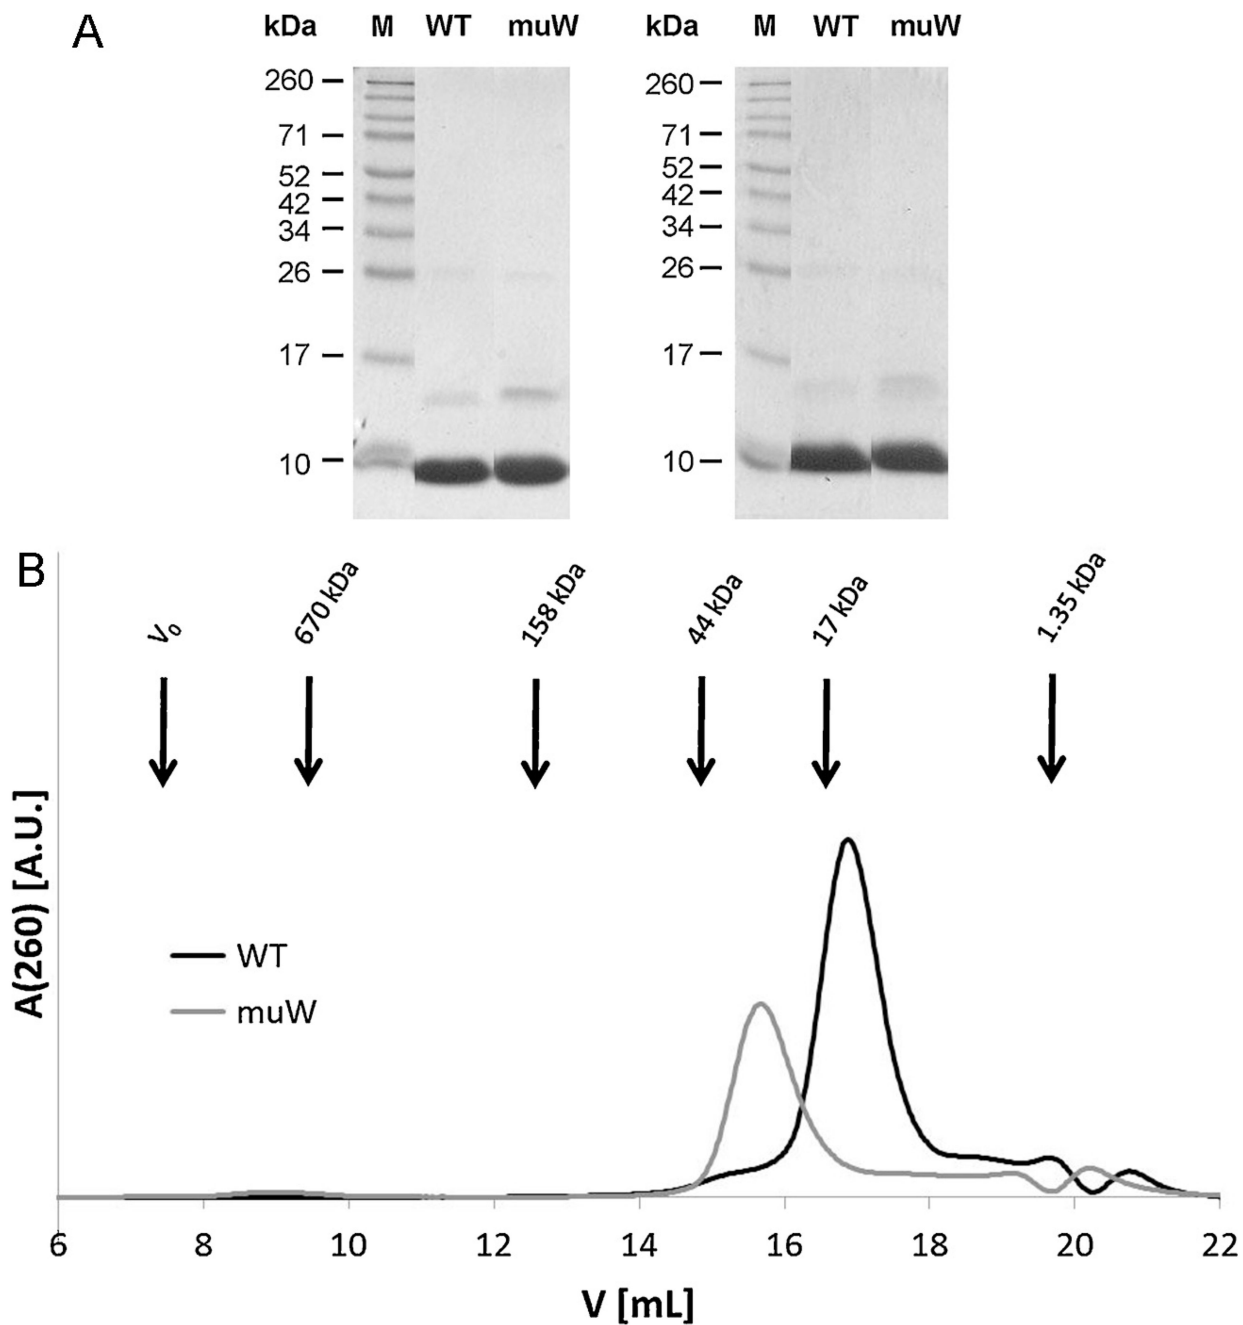 A
kDa M WT muW
260
71
52
42
34
26
17
10
kDa M WT muW
260
71
52
42
34
26
17
10
B
V0
670 kDa
158 kDa
44 kDa
17 kDa
1.35 kDa
A(260) [A.U.]
WT
muW
6 8 10 12 14 16 18 20 22
V [mL]